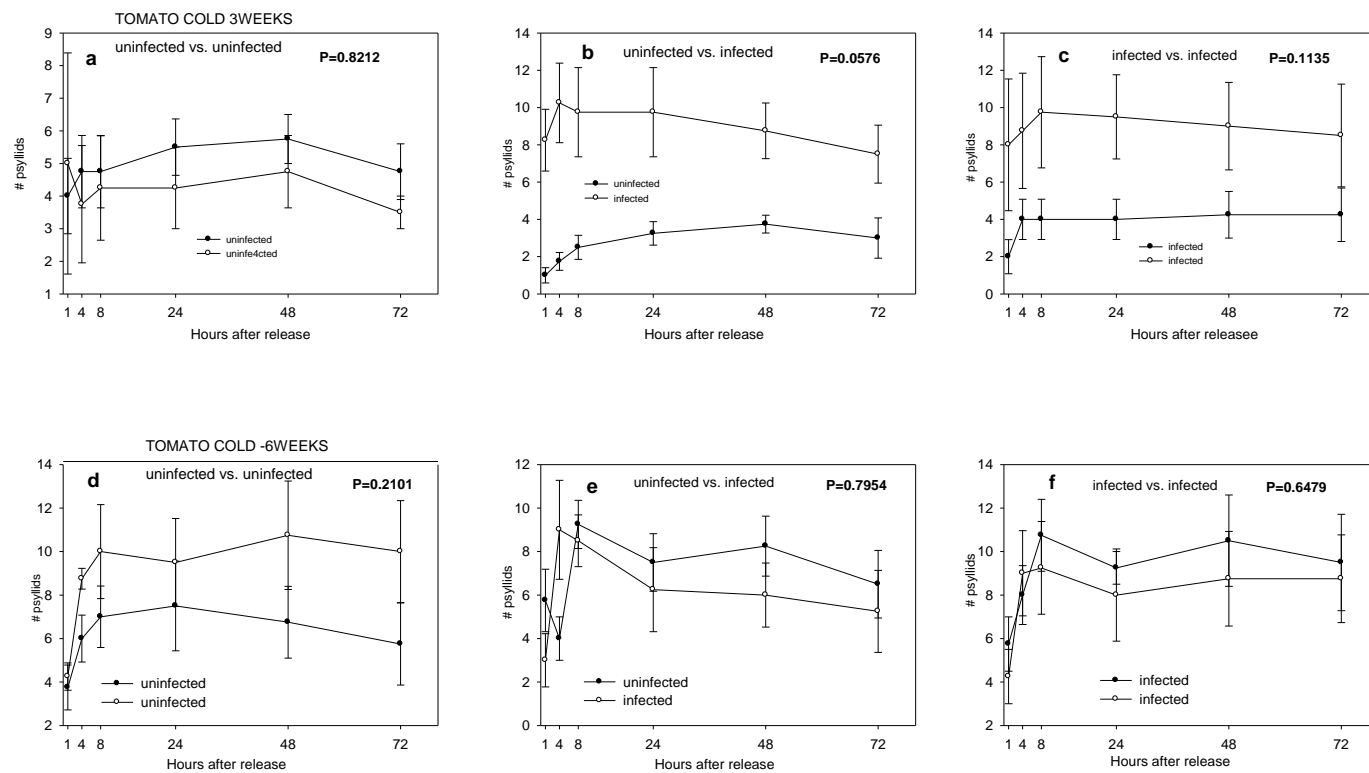 TOMATO COLD 3WEEKS
a
uninfected vs. uninfected
P=0.8212
# psyllids
9
8
7
6
5
4
3
2
1
uninfected
uninfe4cted
1 4 8 24 48 72
Hours after release
b
uninfected vs. infected
P=0.0576
# psyllids
14
12
10
8
6
4
2
0
uninfected
infected
1 4 8 24 48 72
Hours after release
c
infected vs. infected
P=0.1135
# psyllids
14
12
10
8
6
4
2
0
infected
infected
1 4 8 24 48 72
Hours after releasee
TOMATO COLD -6WEEKS
d
uninfected vs. uninfected
P=0.2101
# psyllids
14
12
10
8
6
4
2
uninfected
uninfected
1 4 8 24 48 72
Hours after release
e
uninfected vs. infected
P=0.7954
# psyllids
12
10
8
6
4
2
0
uninfected
infected
1 4 8 24 48 72
Hours after release
f
infected vs. infected
P=0.6479
# psyllids
14
12
10
8
6
4
2
infected
infected
1 4 8 24 48 72
Hours after release